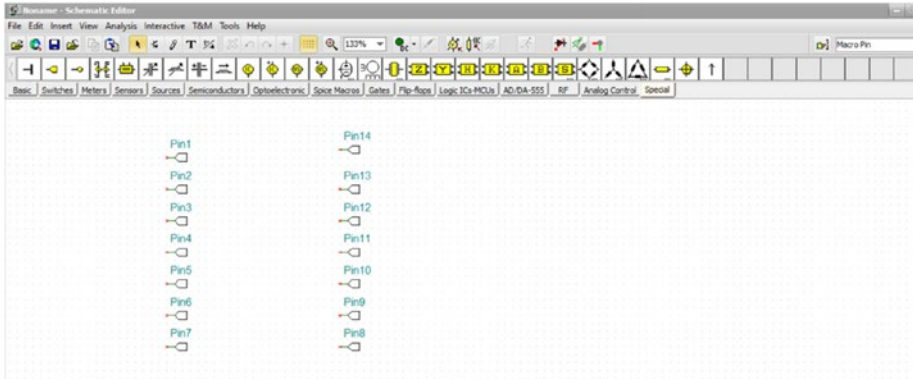 Noname - Schematic Editor
File Edit Insert View Analysis Interactive T&M Tools Help
133%
Macro Pin
Basic Switches Meters Sensors Sources Semiconductors Optoelectronic Spice Macros Gates Flip-flops Logic ICs-MCUs AD/DA-555 RF Analog Control Special
Pin1 Pin14
Pin2 Pin13
Pin3 Pin12
Pin4 Pin11
Pin5 Pin10
Pin6 Pin9
Pin7 Pin8